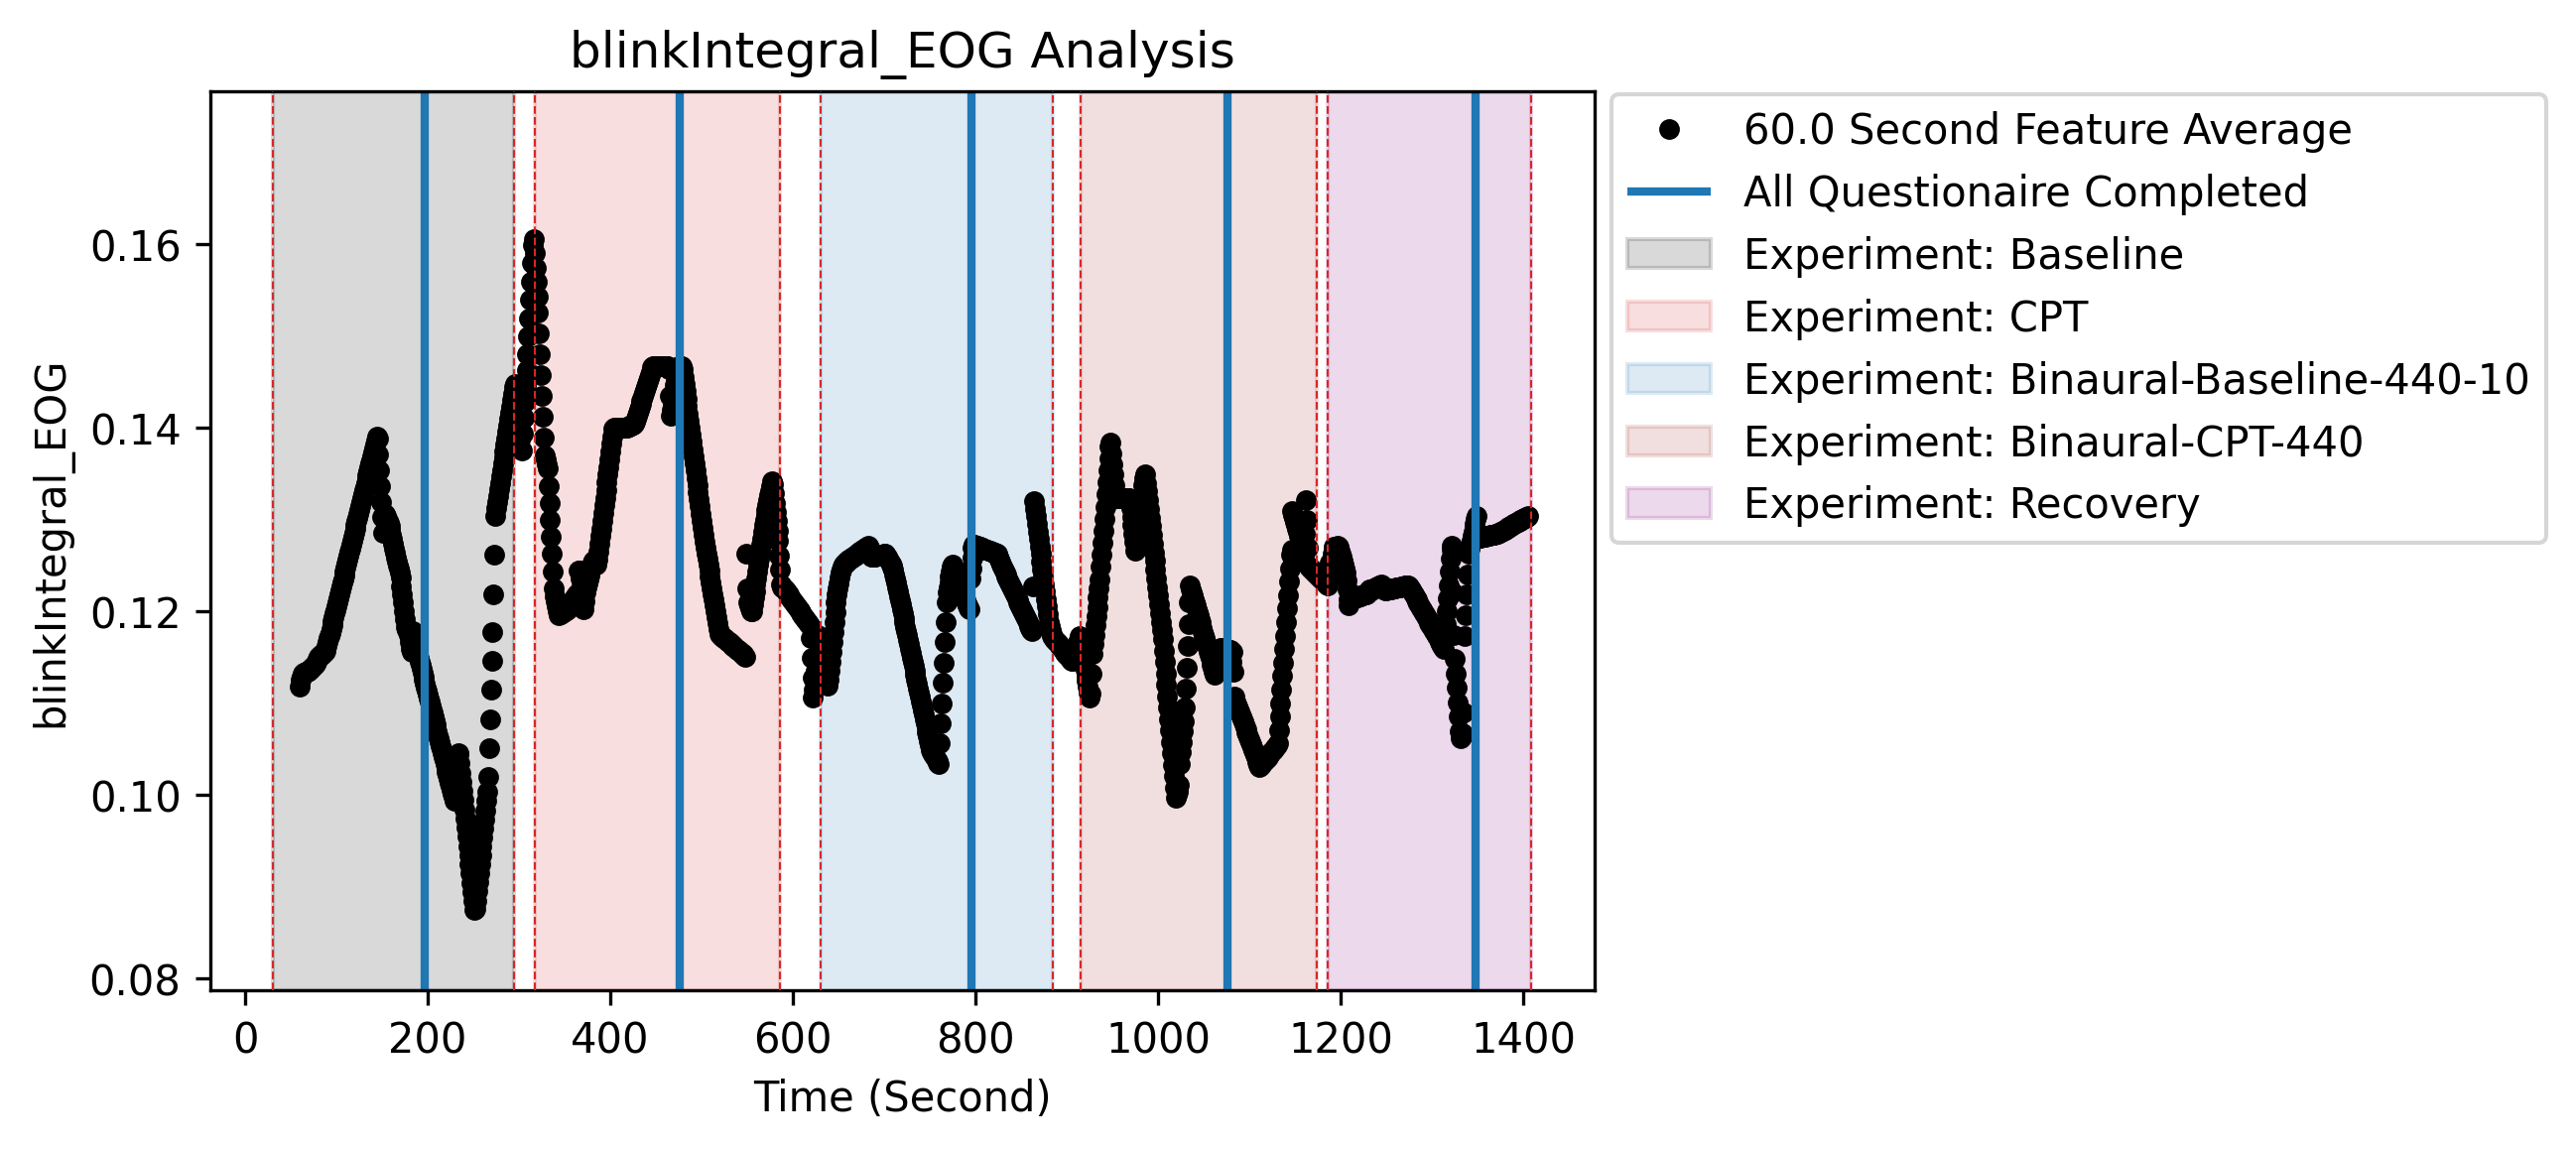 blinkIntegral_EOG Analysis
blinkIntegral_EOG
0.16
0.14
0.12
0.10
0.08
0
200
400
600
800
1000
1200
1400
Time (Second)
60.0 Second Feature Average
All Questionaire Completed
Experiment: Baseline
Experiment: CPT
Experiment: Binaural-Baseline-440-10
Experiment: Binaural-CPT-440
Experiment: Recovery